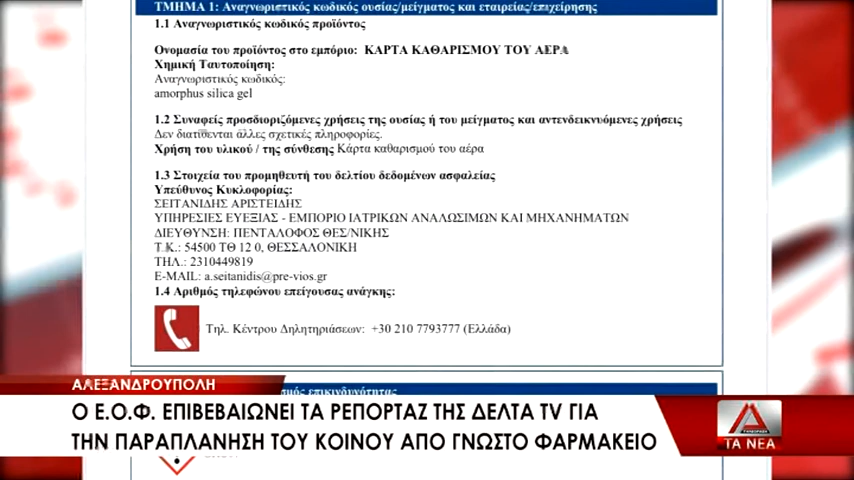 ΤΜΗΜΑ 1: Αναγνωριστικός κωδικός ουσίας/μείγματος και εταιρείας/επιχείρησης
1.1 Αναγνωριστικός κωδικός προϊόντος
Ονομασία του προϊόντος στο εμπόριο: ΚΑΡΤΑ ΚΑΘΑΡΙΣΜΟΥ ΤΟΥ ΑΕΡΑ
Χημική Ταυτοποίηση:
Αναγνωριστικός κωδικός:
amorphus silica gel
1.2 Συναφείς προσδιοριζόμενες χρήσεις της ουσίας ή του μείγματος και αντενδεικνυόμενες χρήσεις
Δεν διατίθενται άλλες σχετικές πληροφορίες.
Χρήση του υλικού / της σύνθεσης Κάρτα καθαρισμού του αέρα
1.3 Στοιχεία του προμηθευτή του δελτίου δεδομένων ασφαλείας
Υπεύθυνος Κυκλοφορίας:
ΣΕΙΤΑΝΙΔΗΣ ΑΡΙΣΤΕΙΔΗΣ
ΥΠΗΡΕΣΙΕΣ ΕΥΕΞΙΑΣ - ΕΜΠΟΡΙΟ ΙΑΤΡΙΚΩΝ ΑΝΑΛΩΣΙΜΩΝ ΚΑΙ ΜΗΧΑΝΗΜΑΤΩΝ
ΔΙΕΥΘΥΝΣΗ: ΠΕΝΤΑΛΟΦΟΣ ΘΕΣ/ΝΙΚΗΣ
Τ.Κ.: 54500 ΤΘ 12 0, ΘΕΣΣΑΛΟΝΙΚΗ
ΤΗΛ.: 2310449819
E-MAIL: a.seitanidis@pre-vios.gr
1.4 Αριθμός τηλεφώνου επείγουσας ανάγκης:
Τηλ. Κέντρου Δηλητηριάσεων: +30 210 7793777 (Ελλάδα)
ΑΛΕΞΑΝΔΡΟΥΠΟΛΗ
επικινδυνότητας
Ο Ε.Ο.Φ. ΕΠΙΒΕΒΑΙΩΝΕΙ ΤΑ ΡΕΠΟΡΤΑΖ ΤΗΣ ΔΕΛΤΑ TV ΓΙΑ
ΤΗΝ ΠΑΡΑΠΛΑΝΗΣΗ ΤΟΥ ΚΟΙΝΟΥ ΑΠΟ ΓΝΩΣΤΟ ΦΑΡΜΑΚΕΙΟ
ΤΑ ΝΕΑ